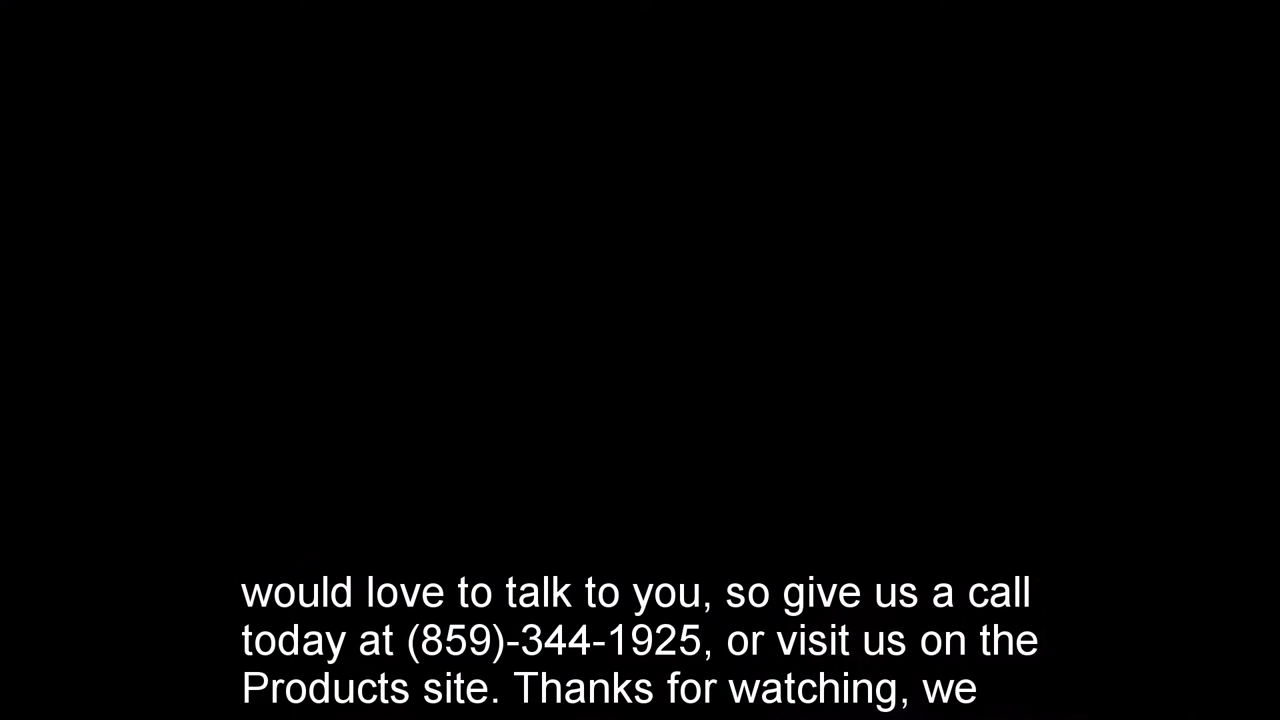 would love to talk to you, so give us a call
today at (859)-344-1925, or visit us on the
Products site. Thanks for watching, we